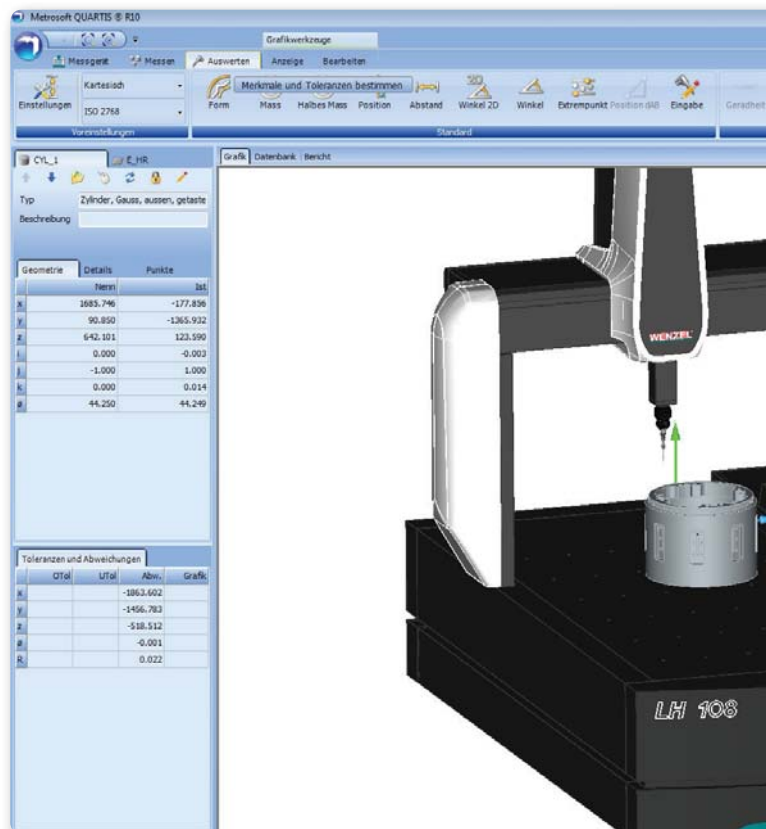 Metrosoft QUARTIS ® R10
Grafikwerkzeuge
Messgerät Messen Auswerten Anzeige Bearbeiten
Kartesisch
Merkmale und Toleranzen bestimmen
Einstellungen
ISO 2768
Form Mass Halbes Mass Position Abstand Winkel 2D Winkel Extrempunkt Position dAB Eingabe Geradheit
Voreinstellungen Standard
CYL_1 E_HR
Grafik Datenbank Bericht
Typ Zylinder, Gauss, aussen, getaste
Beschreibung
Geometrie Details Punkte
Nenn Ist
x 1685.746 -177.856
y 90.850 -1365.932
z 642.101 123.590
i 0.000 -0.003
j -1.000 1.000
k 0.000 0.014
ø 44.250 44.249
WENZEL
Toleranzen und Abweichungen
OTol UTol Abw. Grafik
x -1863.602
y -1456.783
z -518.512
ø -0.001
R 0.022
LH 108